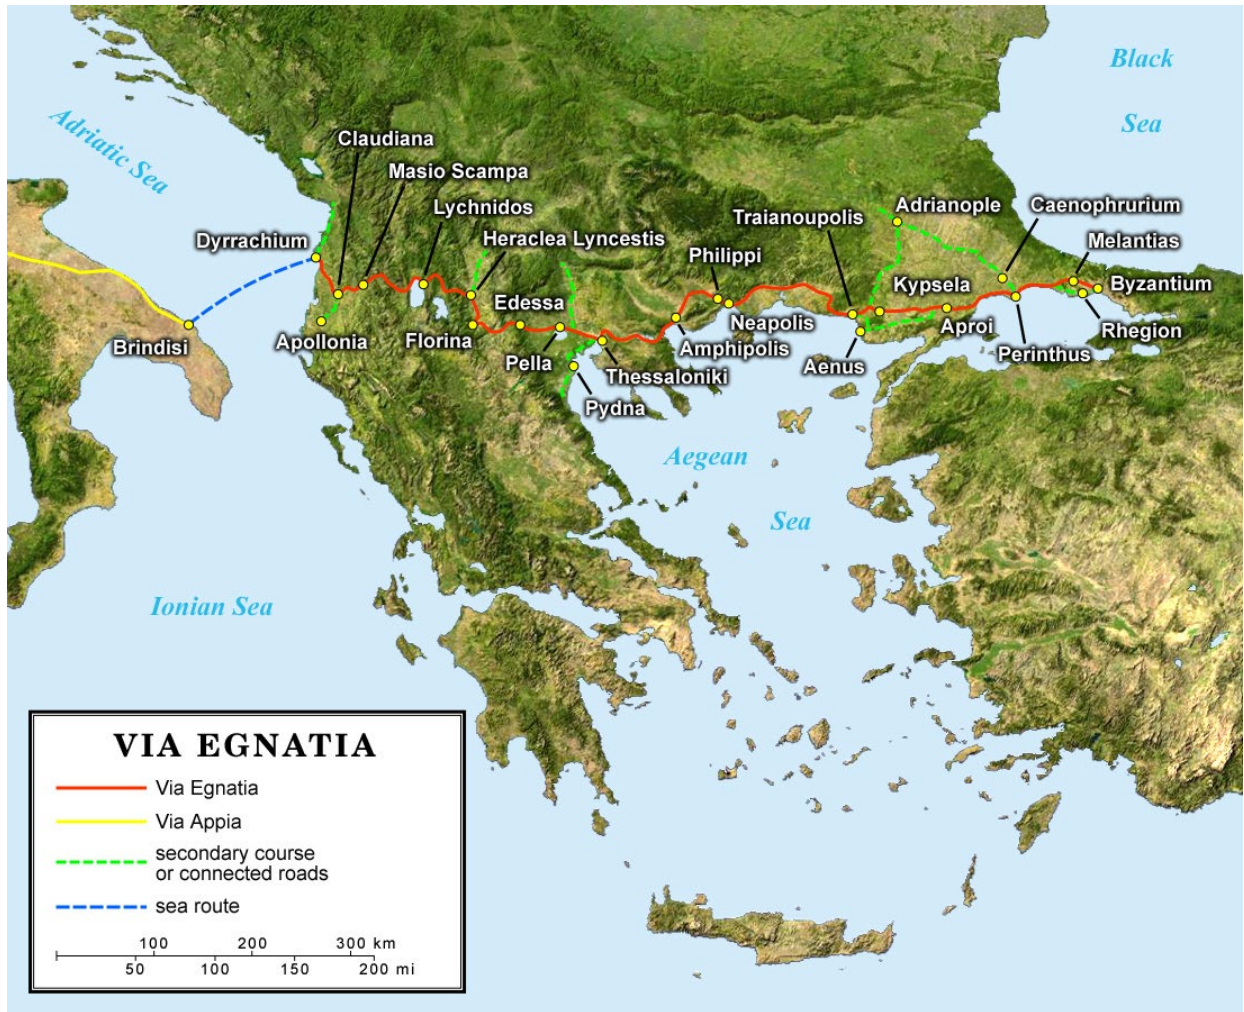 Black
Sea
Adriatic Sea
Claudiana
Masio Scampa
Lychnidos
Dyrrachium
Heraclea Lyncestis
Traianoupolis
Adrianople
Caenophrurium
Melantias
Philippi
Edessa
Kypsela
Byzantium
Brindisi
Apollonia
Florina
Pella
Neapolis
Amphipolis
Aproi
Rhegion
Perinthus
Aenus
Thessaloniki
Pydna
Aegean
Sea
Ionian Sea
VIA EGNATIA
Via Egnatia
Via Appia
secondary course
or connected roads
sea route
100 200 300 km
50 100 150 200 mi